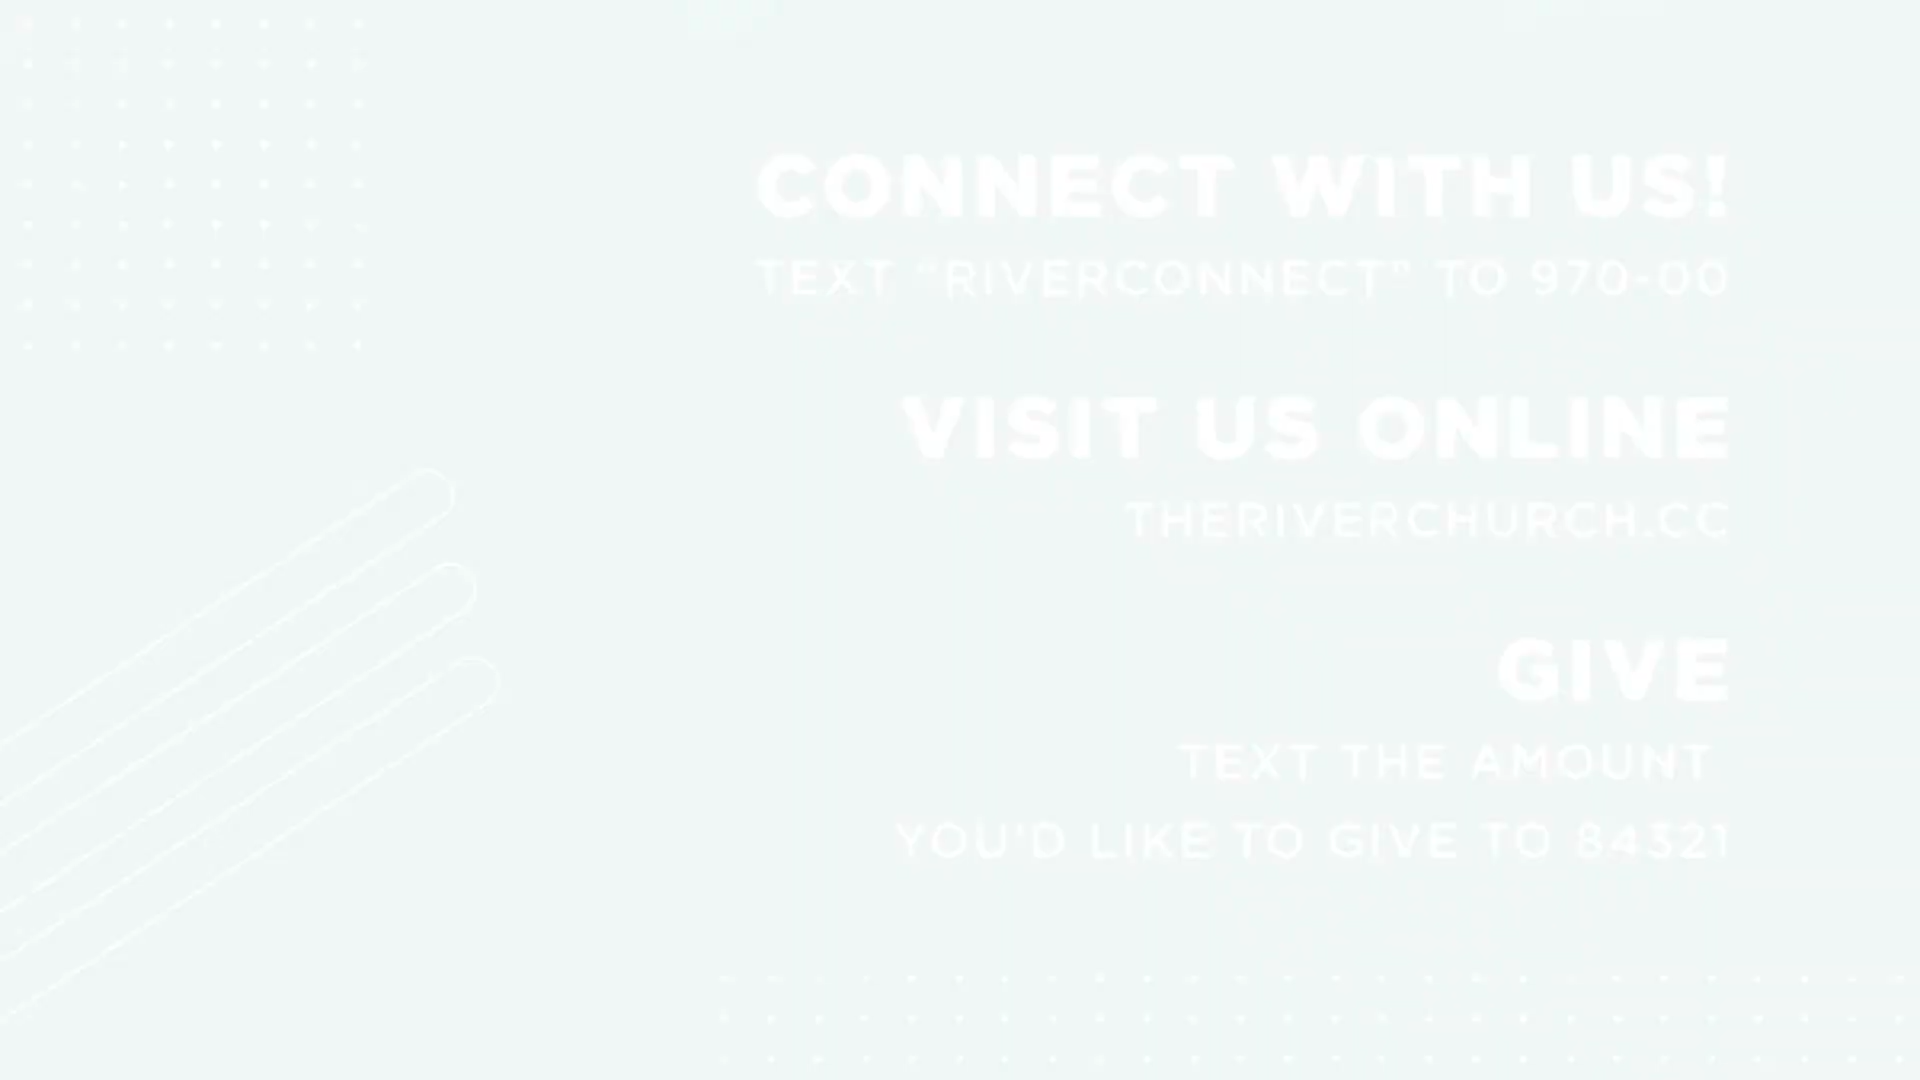 CONNECT WITH US!
TEXT "RIVERCONNECT" TO 970-00
VISIT US ONLINE
THERIVERCHURCH.CC
GIVE
TEXT THE AMOUNT
YOU'D LIKE TO GIVE TO 84321